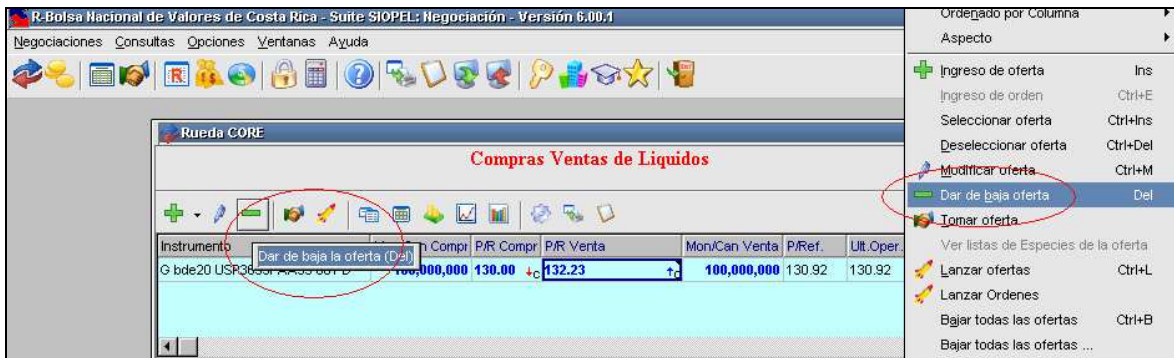 R-Bolsa Nacional de Valores de Costa Rica - Suite SIOPEL: Negociación - Versión 6.00.1
Negociaciones Consultas Opciones Ventanas Ayuda
Rueda CORE
Compras Ventas de Liquidos
Instrumento Compr P/R Compr P/R Venta Mon/Can Venta P/Ref. Ult.Oper.
G bde20 100,000,000 130.00 c 132.23 c 100,000,000 130.92 130.92
Dar de baja la oferta (Del)
Ordenado por Columna
Aspecto
Ingreso de oferta Ins
Ingreso de orden Ctrl+E
Seleccionar oferta Ctrl+Ins
Deseleccionar oferta Ctrl+Del
Modificar oferta Ctrl+M
Dar de baja oferta Del
Tomar oferta
Ver listas de Especies de la oferta
Lanzar ofertas Ctrl+L
Lanzar Ordenes
Bajar todas las ofertas Ctrl+B
Bajar todas las ofertas ...